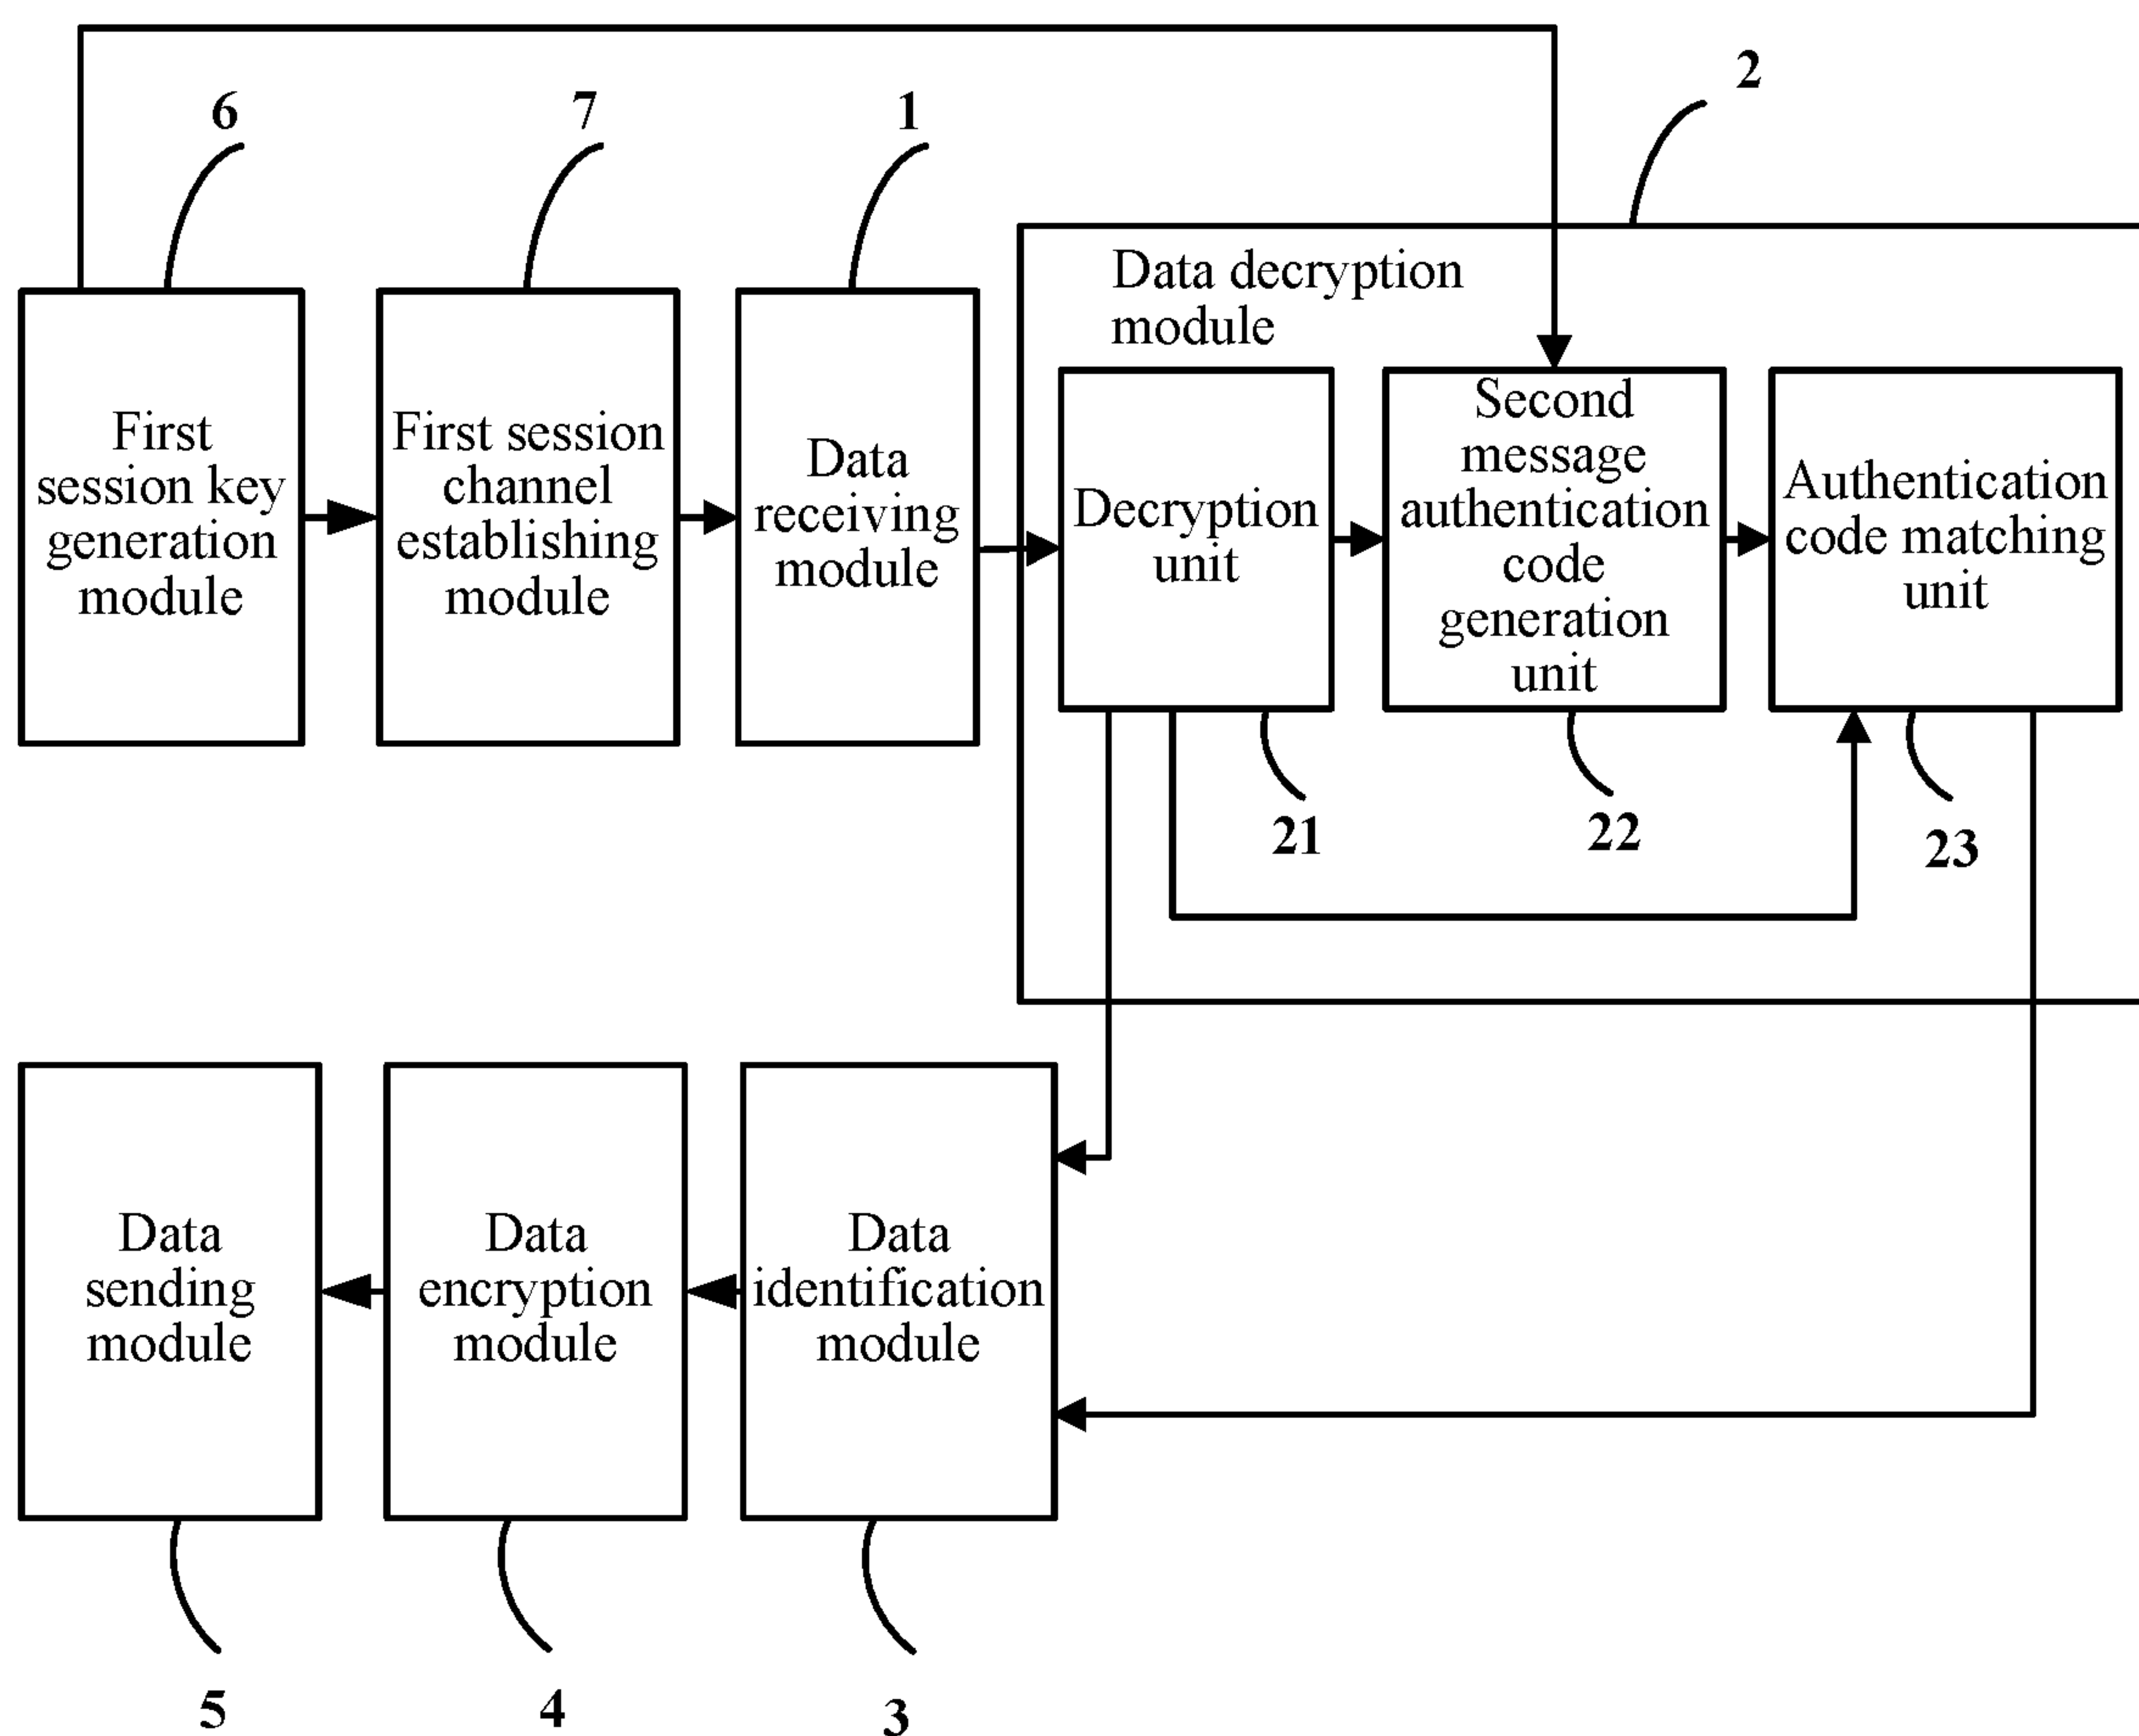 2
6
7
1
Data decryption
module
First
session key
generation
module
First session
channel
establishing
module
Data
receiving
module
Decryption
unit
Second
message
authentication
code
generation
unit
Authentication
code matching
unit
21
22
23
Data
sending
module
Data
encryption
module
Data
identification
module
5
4
3